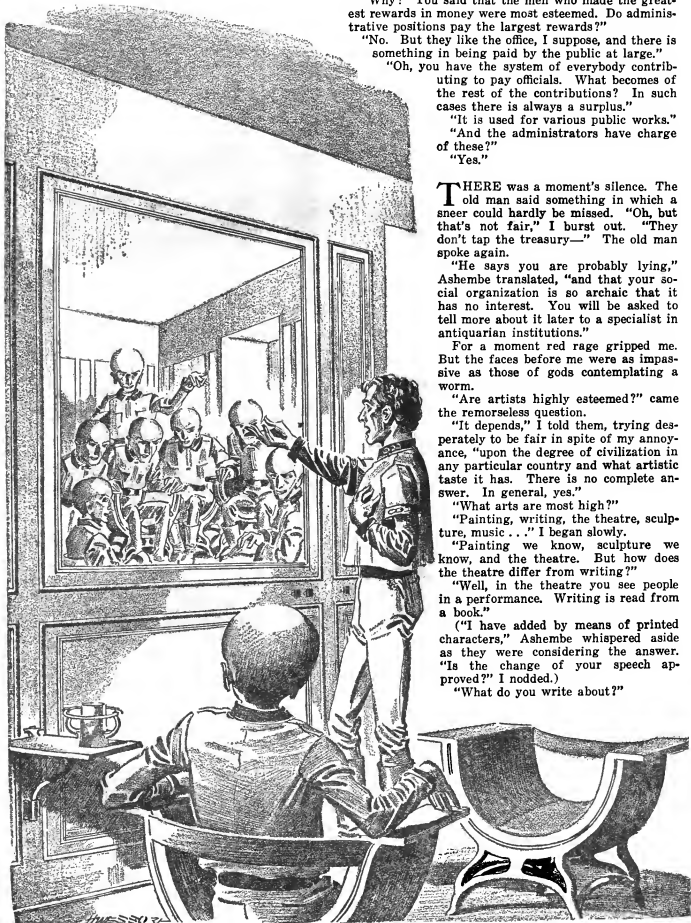 "Why? You said that the men who made the great-
est rewards in money were most esteemed. Do adminis-
trative positions pay the largest rewards?"
"No. But they like the office, I suppose, and there is
something in being paid by the public at large."
"Oh, you have the system of everybody contrib-
uting to pay officials. What becomes of
the rest of the contributions? In such
cases there is always a surplus."
"It is used for various public works."
"And the administrators have charge
of these?"
"Yes."
THERE was a moment's silence. The
old man said something in which a
sneer could hardly be missed. "Oh, but
that's not fair," I burst out. "They
don't tap the treasury—" The old man
spoke again.
"He says you are probably lying,"
Ashembe translated, "and that your so-
cial organization is so archaic that it
has no interest. You will be asked to
tell more about it later to a specialist in
antiquarian institutions."
For a moment red rage gripped me.
But the faces before me were as impas-
sive as those of gods contemplating a
worm.
"Are artists highly esteemed?" came
the remorseless question.
"It depends," I told them, trying des-
perately to be fair in spite of my annoy-
ance, "upon the degree of civilization in
any particular country and what artistic
taste it has. There is no complete an-
swer. In general, yes."
"What arts are most high?"
"Painting, writing, the theatre, sculp-
ture, music . . ." I began slowly.
"Painting we know, sculpture we
know, and the theatre. But how does
the theatre differ from writing?"
"Well, in the theatre you see people
in a performance. Writing is read from
a book."
("I have added by means of printed
characters," Ashembe whispered aside
as they were considering the answer.
"Is the change of your speech ap-
proved?" I nodded.)
"What do you write about?"